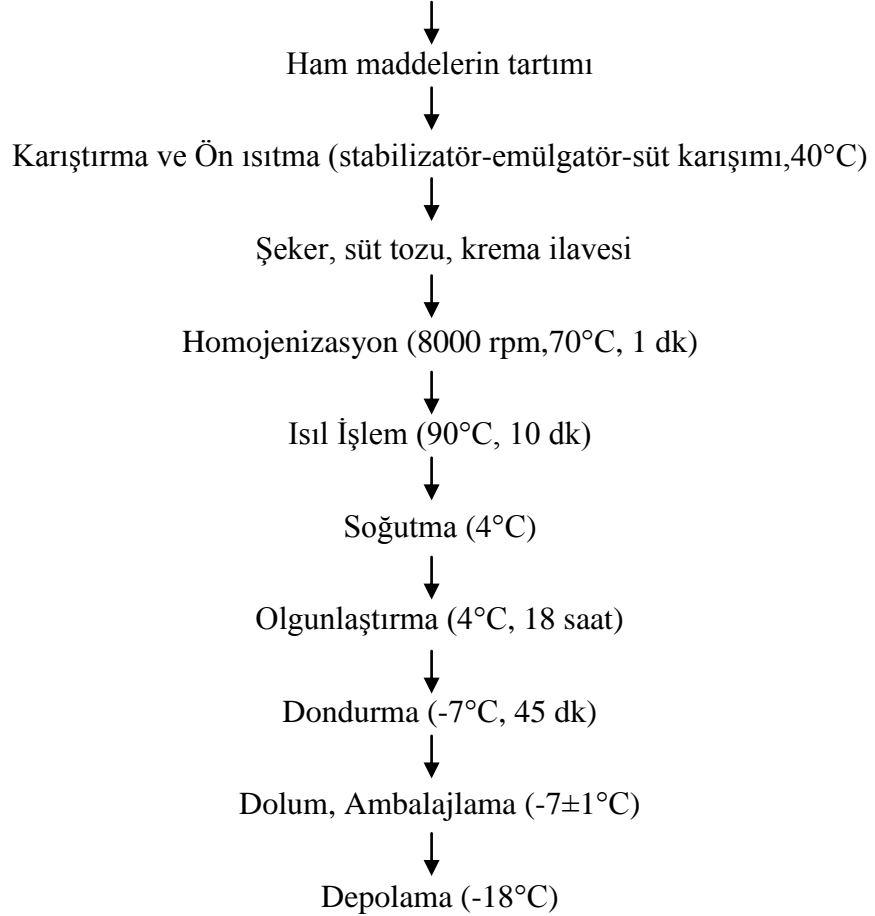 Ham maddelerin tartımı
Karıştırma ve Ön ısıtma (stabilizatör-emülgatör-süt karışımı,40°C)
Şeker, süt tozu, krema ilavesi
Homojenizasyon (8000 rpm,70°C, 1 dk)
Isıl İşlem (90°C, 10 dk)
Soğutma (4°C)
Olgunlaştırma (4°C, 18 saat)
Dondurma (-7°C, 45 dk)
Dolum, Ambalajlama (-7±1°C)
Depolama (-18°C)